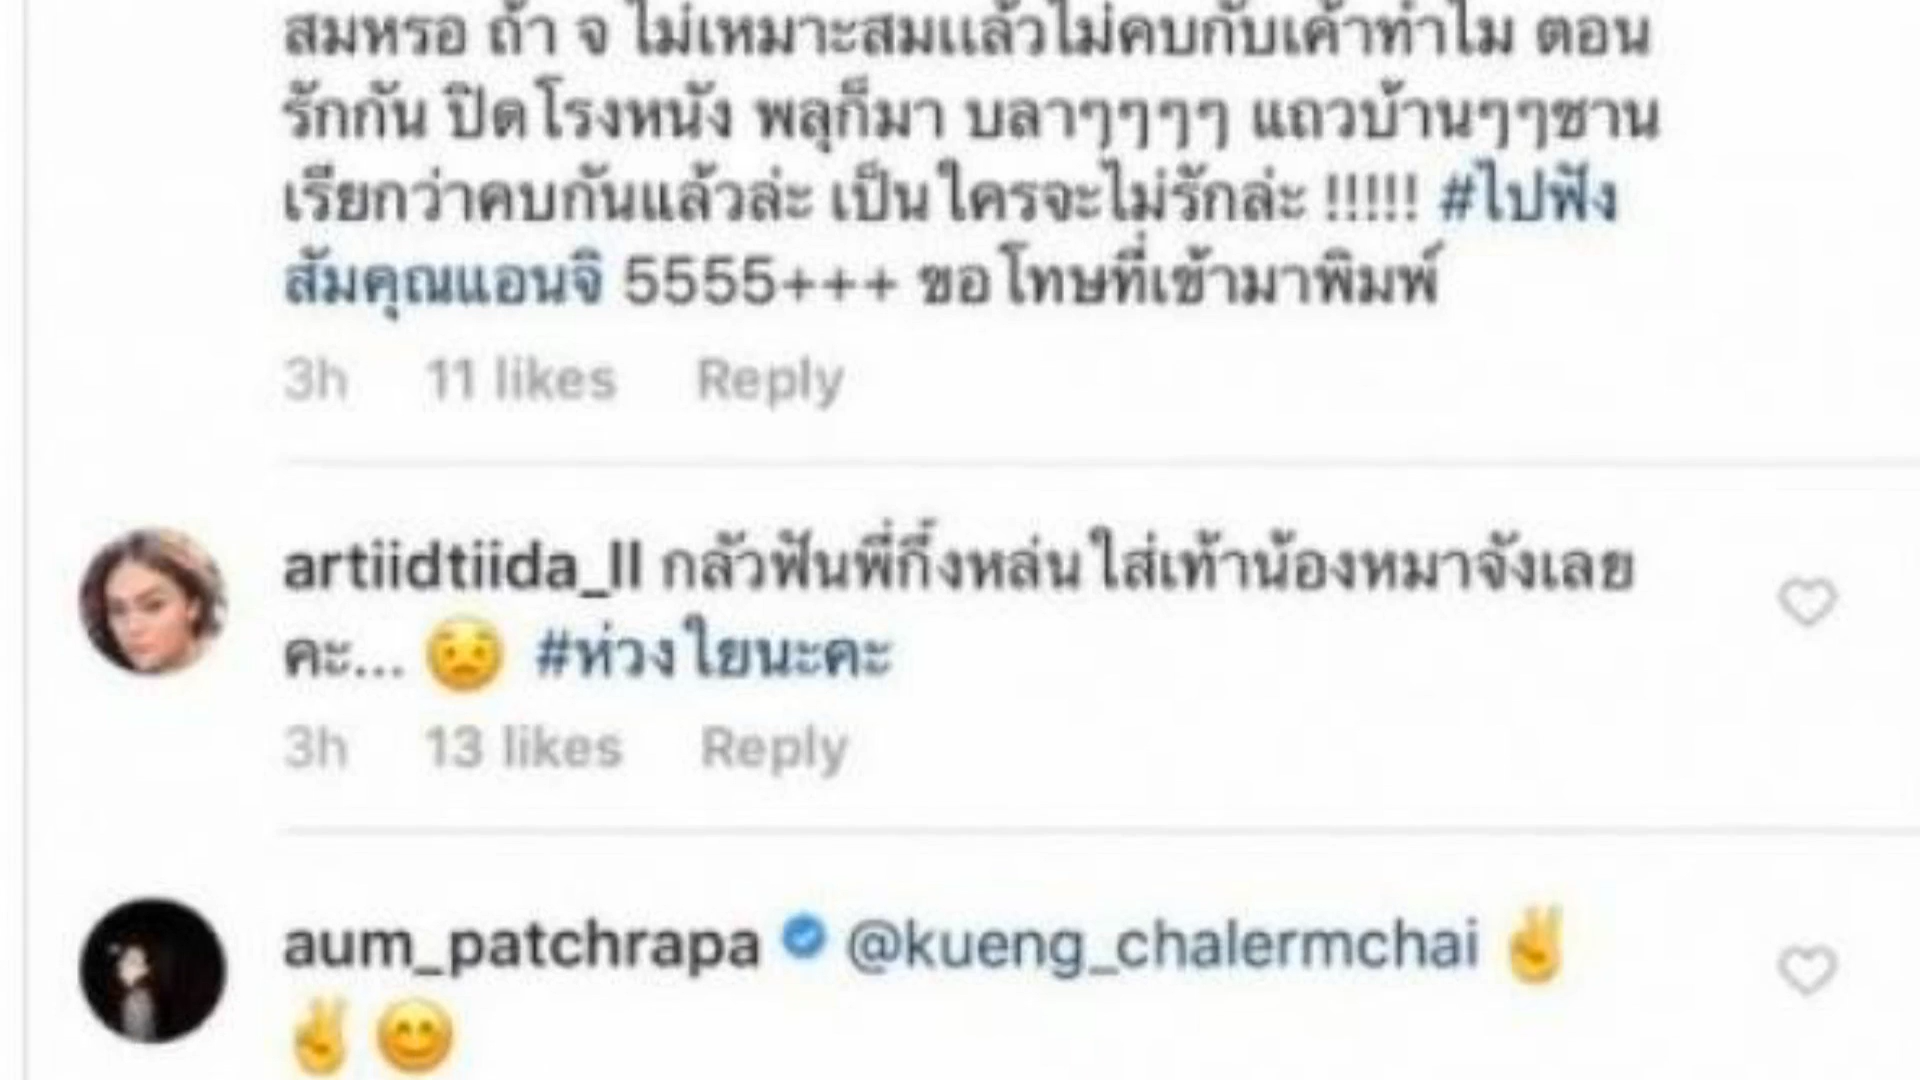 สมหรอ ถ้า จ ไม่เหมาะสมแล้วไม่คบกับเค้าทำไม ตอน
รักกัน ปิดโรงหนัง พลุก็มา บลาๆๆๆๆ แถวบ้านๆๆซาน
เรียกว่าคบกันแล้วล่ะ เป็นใครจะไม่รักล่ะ !!!!! #ไปฟัง
สัมคุณแอนจิ 5555+++ ขอโทษที่เข้ามาพิมพ์
3h 11 likes Reply
artiidtiida_ll กลัวฟันพี่กึ้งหล่นใส่เท้าน้องหมาจังเลย
คะ... 😟 #ห่วงใยนะคะ
3h 13 likes Reply
aum_patchrapa @kueng_chalermchai ✌️
✌️ 😊